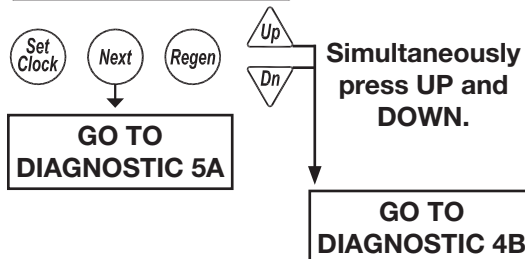 Set
Clock
Next
Regen
Up
Dn
Simultaneously
press UP and
DOWN.
GO TO
DIAGNOSTIC 5A
GO TO
DIAGNOSTIC 4B